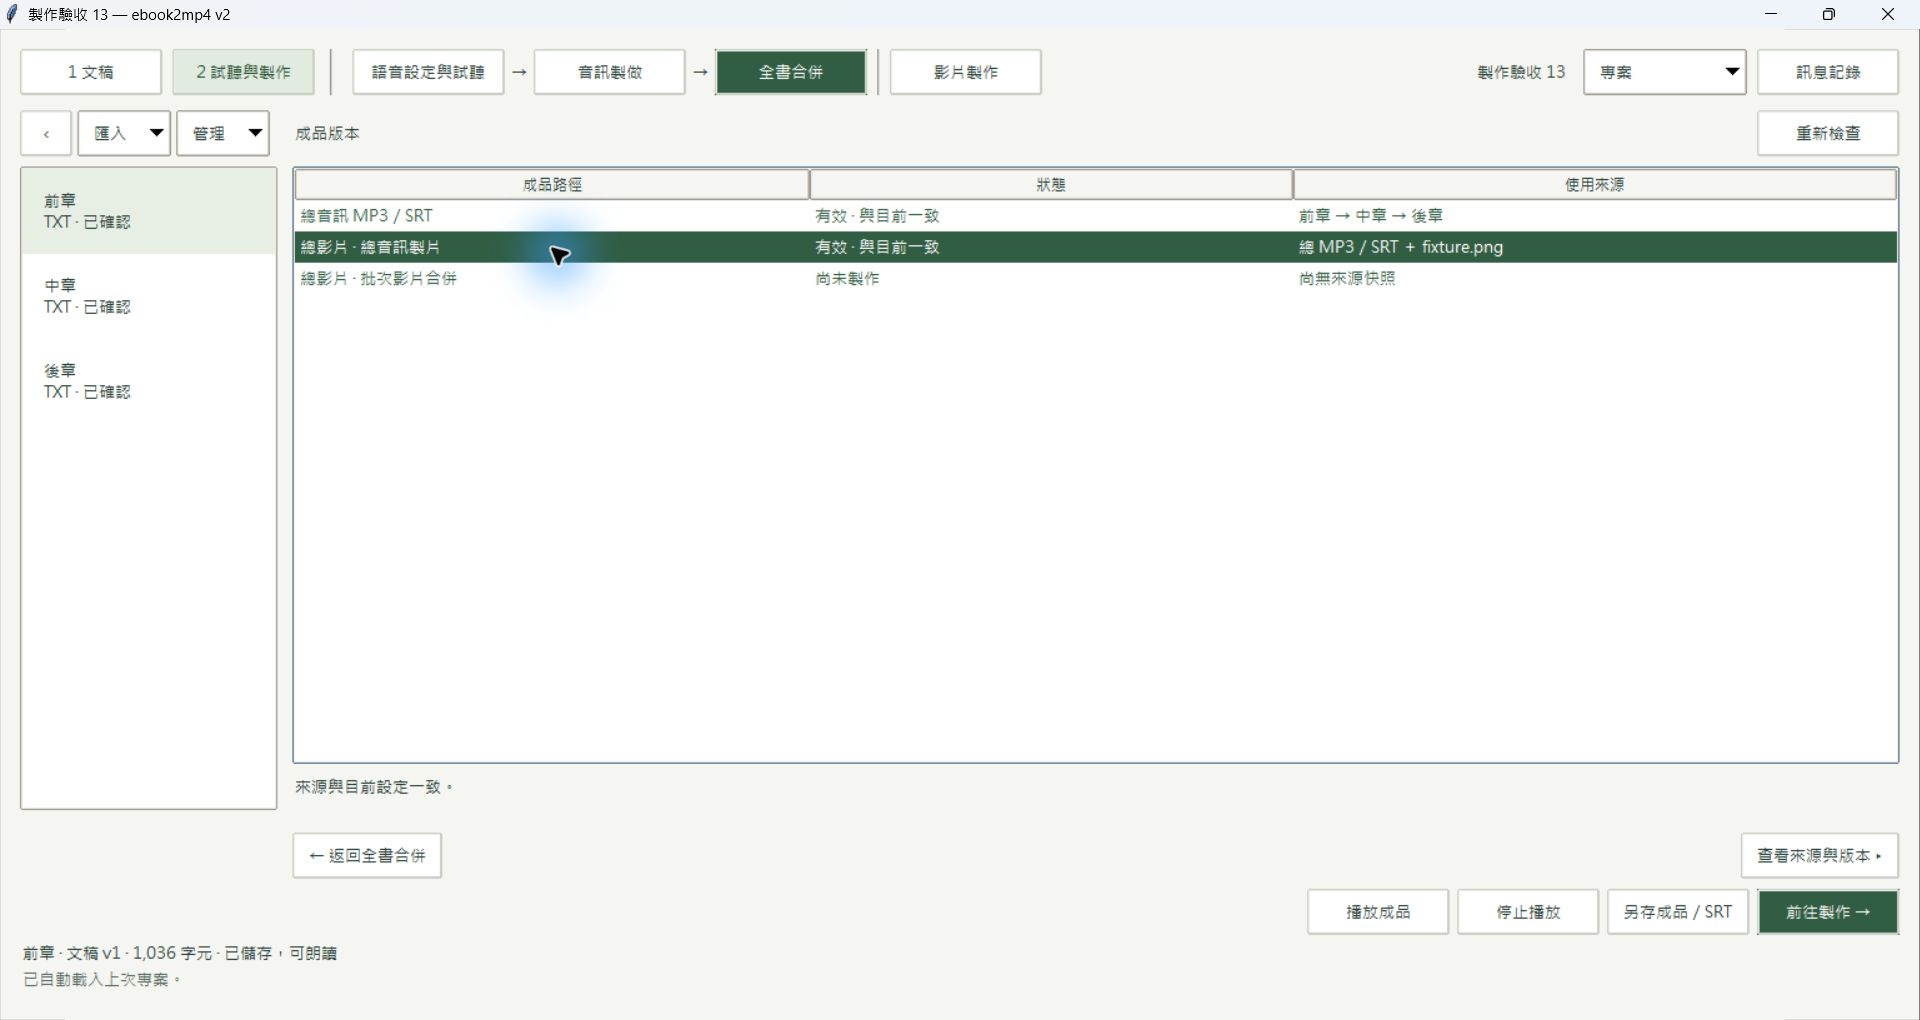 製作驗收 13 — ebook2mp4 v2
1 文稿
2 試聽與製作
語音設定與試聽
→
音訊製做
→
全書合併
影片製作
製作驗收 13
專案
訊息記錄
‹
匯入
管理
成品版本
重新檢查
前章
TXT · 已確認
中章
TXT · 已確認
後章
TXT · 已確認
成品路徑 狀態 使用來源
總音訊 MP3 / SRT 有效 · 與目前一致 前章 → 中章 → 後章
總影片 · 總音訊製片 有效 · 與目前一致 總 MP3 / SRT + fixture.png
總影片 · 批次影片合併 尚未製作 尚無來源快照
來源與目前設定一致。
← 返回全書合併
查看來源與版本 ▸
播放成品
停止播放
另存成品 / SRT
前往製作 →
前章 · 文稿 v1 · 1,036 字元 · 已儲存，可朗讀
已自動載入上次專案。